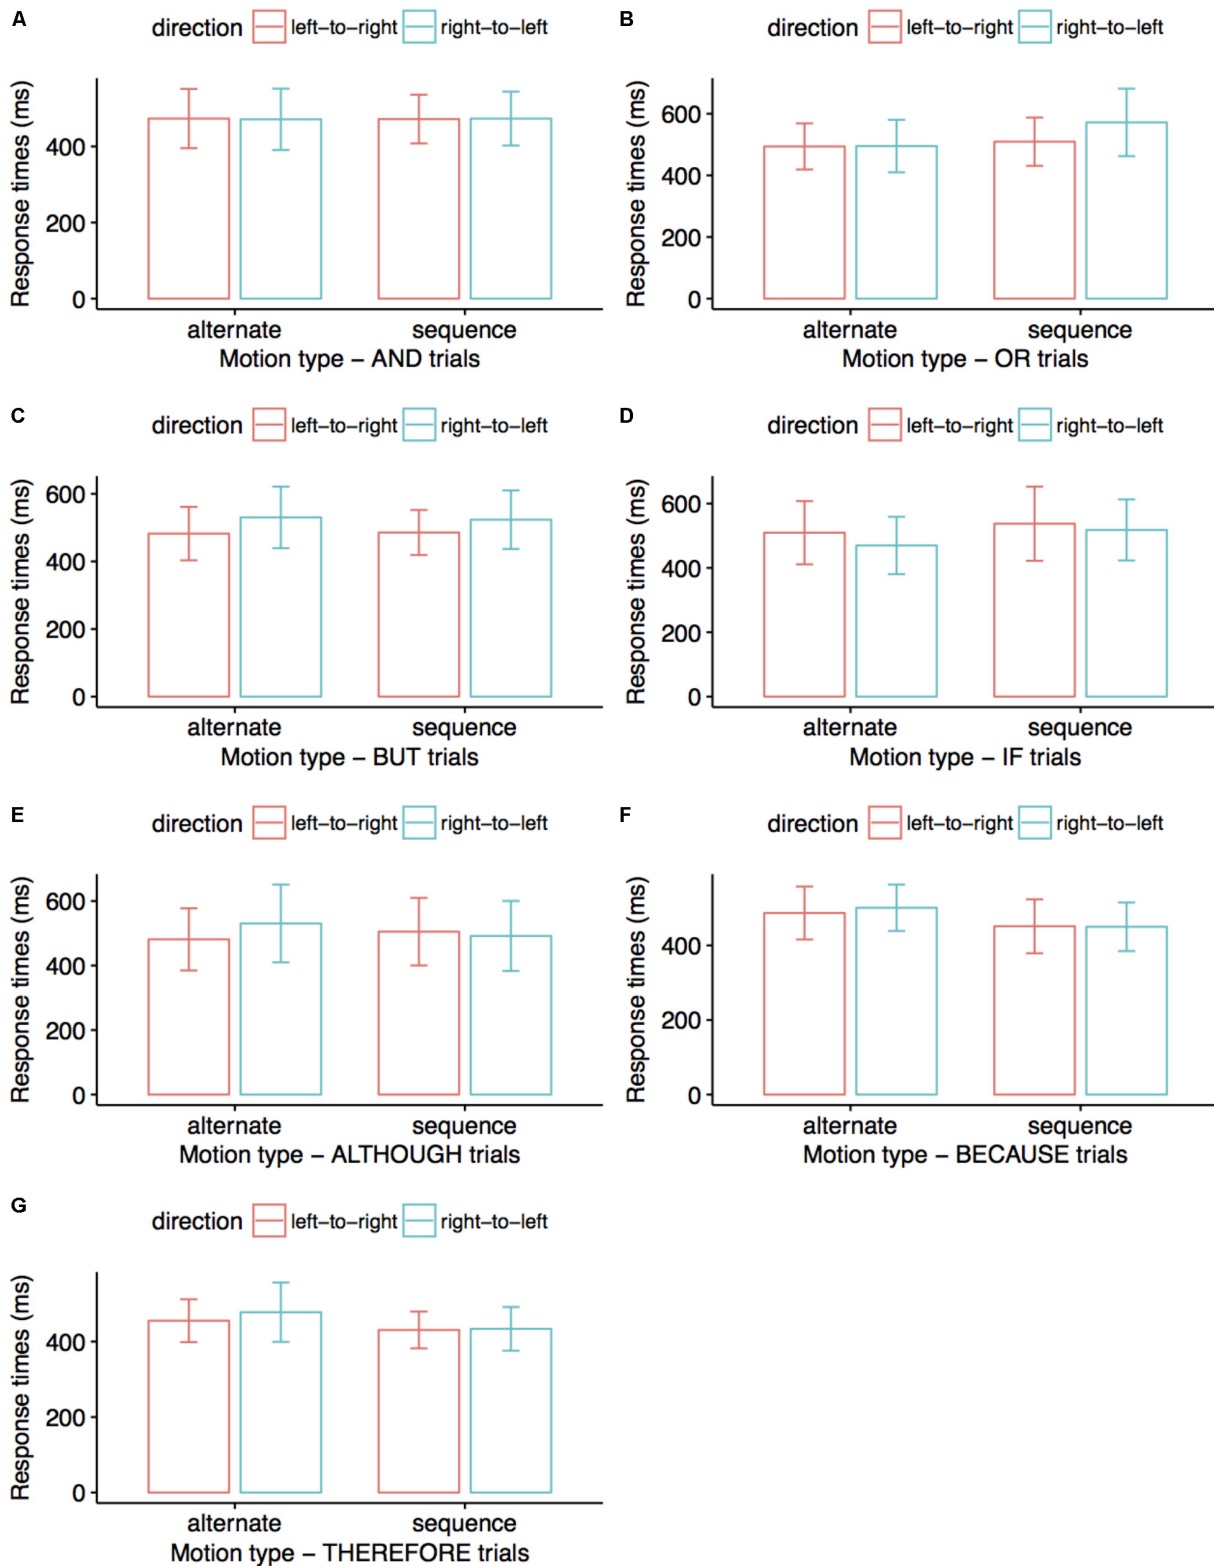 A
direction left-to-right right-to-left
Response times (ms)
400
200
0
alternate sequence
Motion type – AND trials
B
direction left-to-right right-to-left
Response times (ms)
600
400
200
0
alternate sequence
Motion type – OR trials
C
direction left-to-right right-to-left
Response times (ms)
600
400
200
0
alternate sequence
Motion type – BUT trials
D
direction left-to-right right-to-left
Response times (ms)
600
400
200
0
alternate sequence
Motion type – IF trials
E
direction left-to-right right-to-left
Response times (ms)
600
400
200
0
alternate sequence
Motion type – ALTHOUGH trials
F
direction left-to-right right-to-left
Response times (ms)
400
200
0
alternate sequence
Motion type – BECAUSE trials
G
direction left-to-right right-to-left
Response times (ms)
400
200
0
alternate sequence
Motion type – THEREFORE trials